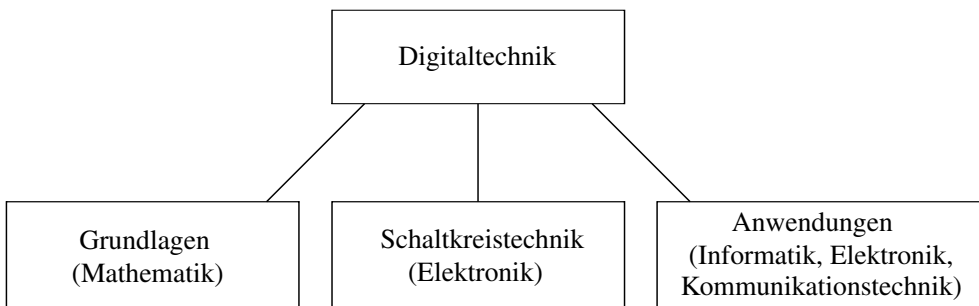 Digitaltechnik
Grundlagen
(Mathematik)
Schaltkreistechnik
(Elektronik)
Anwendungen
(Informatik, Elektronik,
Kommunikationstechnik)